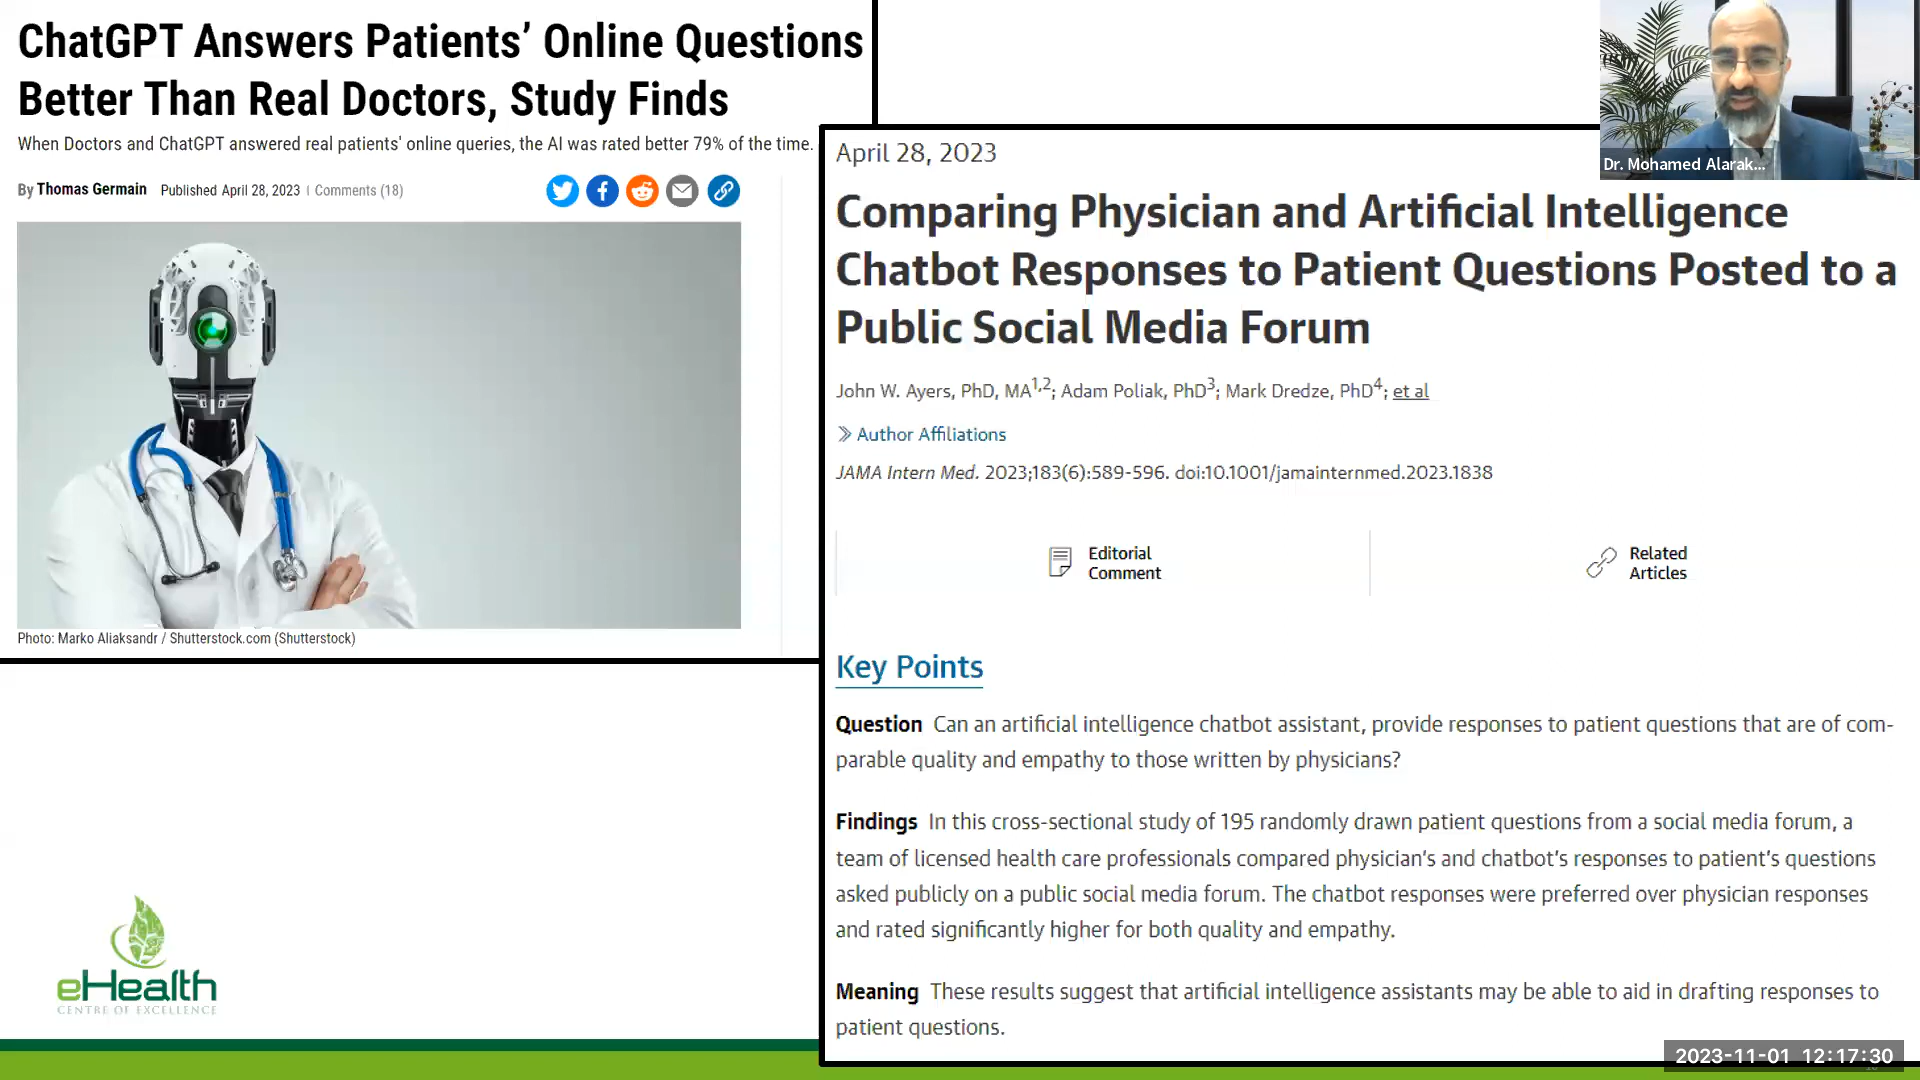 ChatGPT Answers Patients’ Online Questions
Better Than Real Doctors, Study Finds
When Doctors and ChatGPT answered real patients' online queries, the AI was rated better 79% of the time.
By Thomas Germain Published April 28, 2023 | Comments (18)
Photo: Marko Aliaksandr / Shutterstock.com (Shutterstock)
eHealth
CENTRE OF EXCELLENCE
Dr. Mohamed Alarak...
April 28, 2023
Comparing Physician and Artificial Intelligence
Chatbot Responses to Patient Questions Posted to a
Public Social Media Forum
John W. Ayers, PhD, MA1,2; Adam Poliak, PhD3; Mark Dredze, PhD4; et al
Author Affiliations
JAMA Intern Med. 2023;183(6):589-596. doi:10.1001/jamainternmed.2023.1838
Editorial
Comment
Related
Articles
Key Points
Question Can an artificial intelligence chatbot assistant, provide responses to patient questions that are of com-
parable quality and empathy to those written by physicians?
Findings In this cross-sectional study of 195 randomly drawn patient questions from a social media forum, a
team of licensed health care professionals compared physician’s and chatbot’s responses to patient’s questions
asked publicly on a public social media forum. The chatbot responses were preferred over physician responses
and rated significantly higher for both quality and empathy.
Meaning These results suggest that artificial intelligence assistants may be able to aid in drafting responses to
patient questions.
2023-11-01 12:17:30